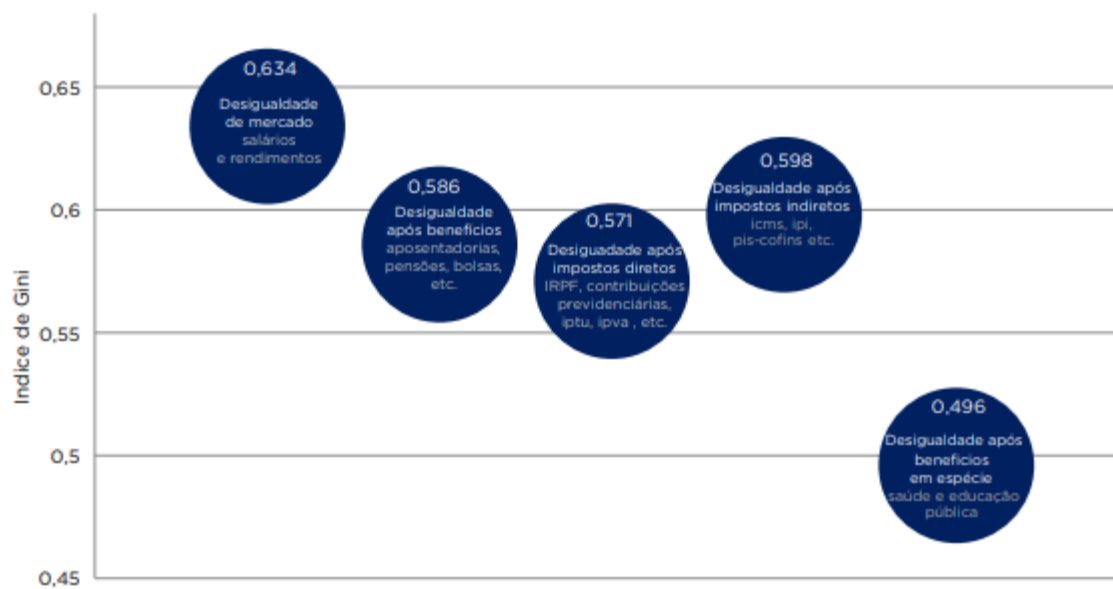 0,65
0,6
0,55
0,5
0,45
Indice de Gini
0,634
Desigualdade
de mercado
salários
e rendimentos
0,586
Desigualdade
após benefícios
aposentadorias,
pensões, bolsas,
etc.
0,571
Desiguadade após
impostos diretos
IRPF, contribuições
previdenciárias,
iptu, ipva , etc.
0,598
Desigualdade após
impostos indiretos
icms, ipi,
pis-cofins etc.
0,496
Desigualdade após
benefícios
em espécie
saúde e educação
pública